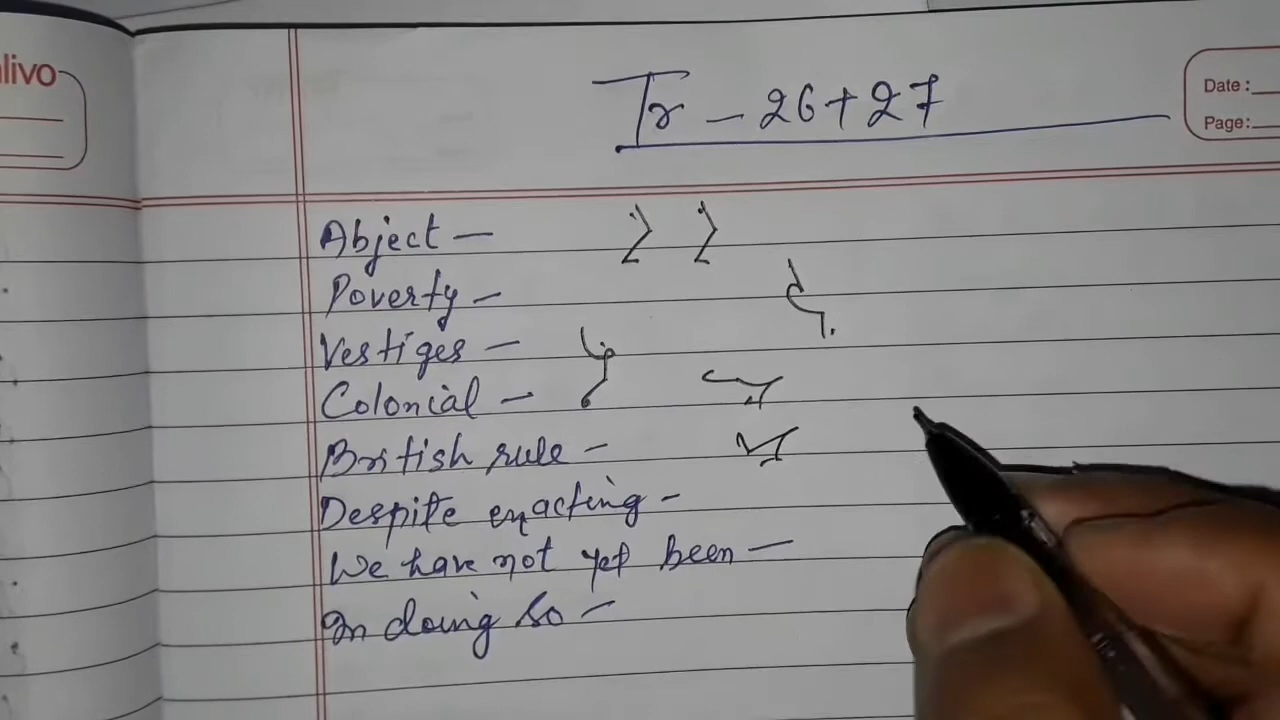 livo
Tr - 26 + 27
Date:
Page:
Abject -
Poverty -
Vestiges -
Colonial -
British rule -
Despite enacting -
We have not yet been -
In doing so -